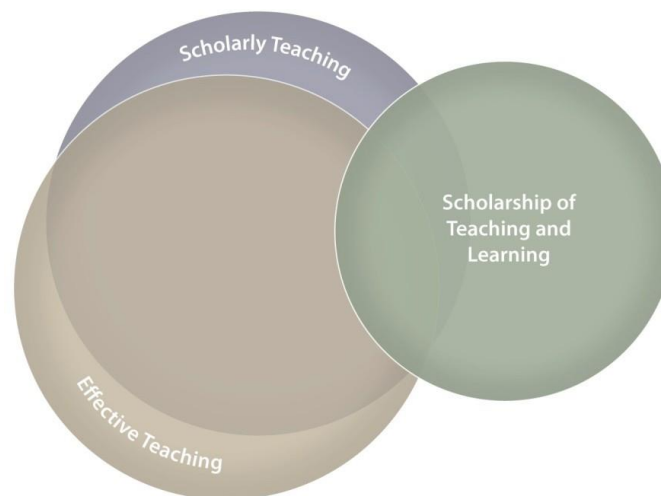 Scholarly Teaching
Scholarship of
Teaching and
Learning
Effective Teaching